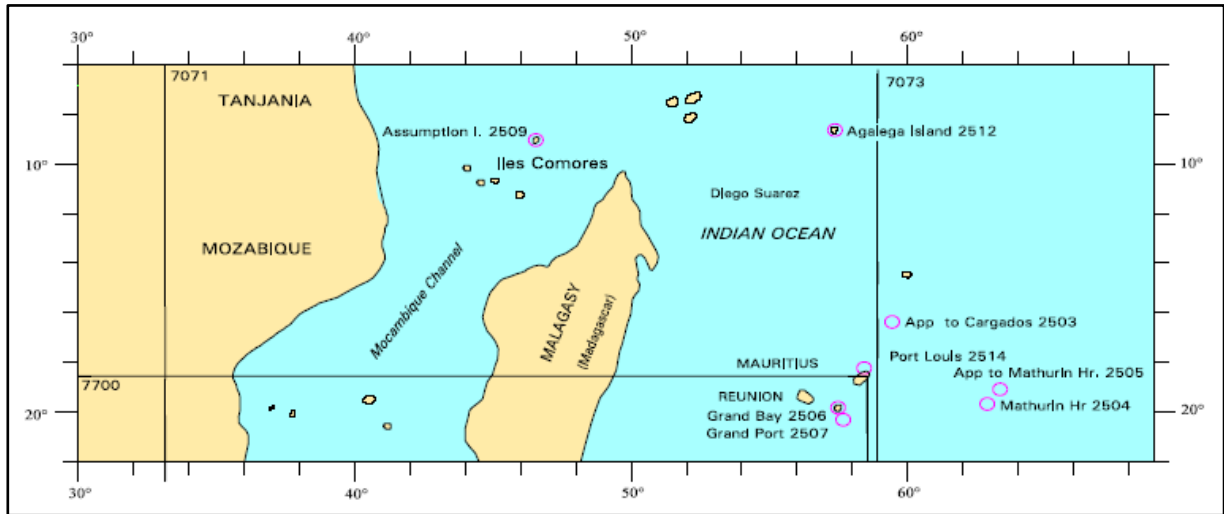 30° 40° 50° 60°
7071 7073
TANJANIA
Assumption I. 2509 Agalega Island 2512
10° Iles Comores 10°
Diego Suarez
MOZABIQUE INDIAN OCEAN
Mocambique Channel
MALAGASY
(Madagascar)
App to Cargados 2503
MAURITIUS Port Louls 2514
App to Mathurin Hr. 2505
7700
REUNION Mathurin Hr 2504
20° Grand Bay 2506 20°
Grand Port 2507
30° 40° 50° 60°